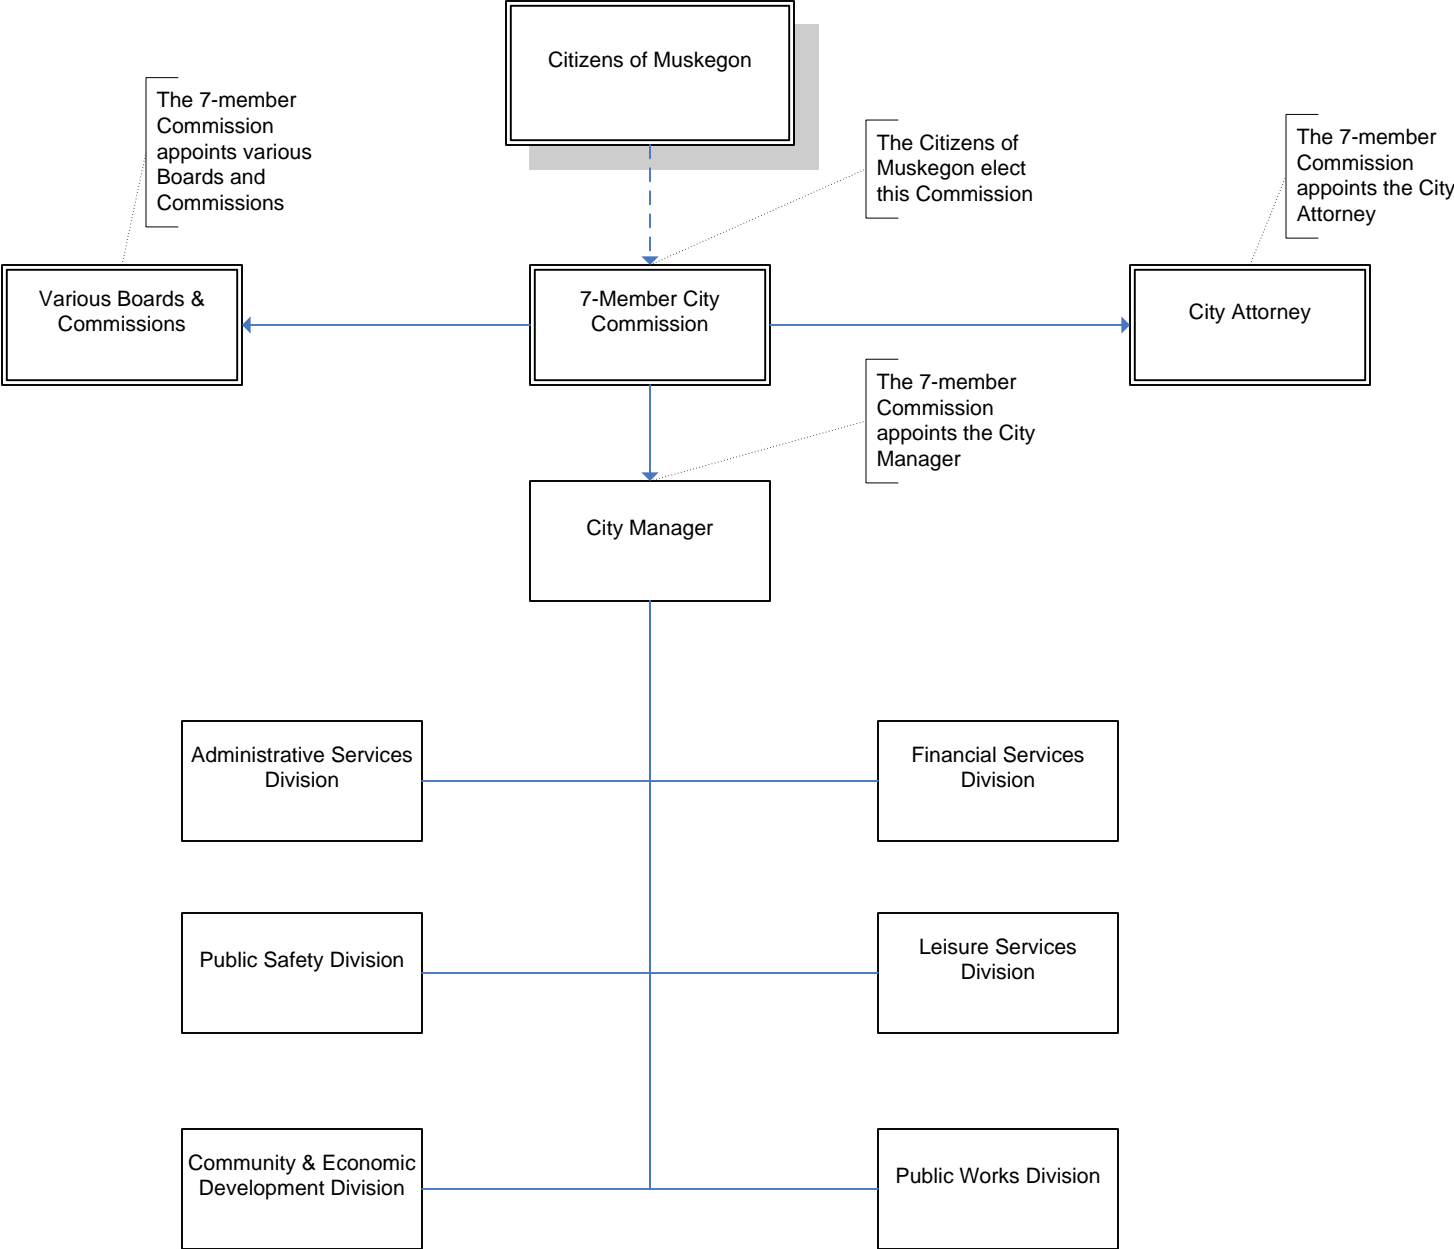 Citizens of Muskegon
The 7-member
Commission
appoints various
Boards and
Commissions
The Citizens of
Muskegon elect
this Commission
The 7-member
Commission
appoints the City
Attorney
Various Boards &
Commissions
7-Member City
Commission
City Attorney
The 7-member
Commission
appoints the City
Manager
City Manager
Administrative Services
Division
Financial Services
Division
Public Safety Division
Leisure Services
Division
Community & Economic
Development Division
Public Works Division